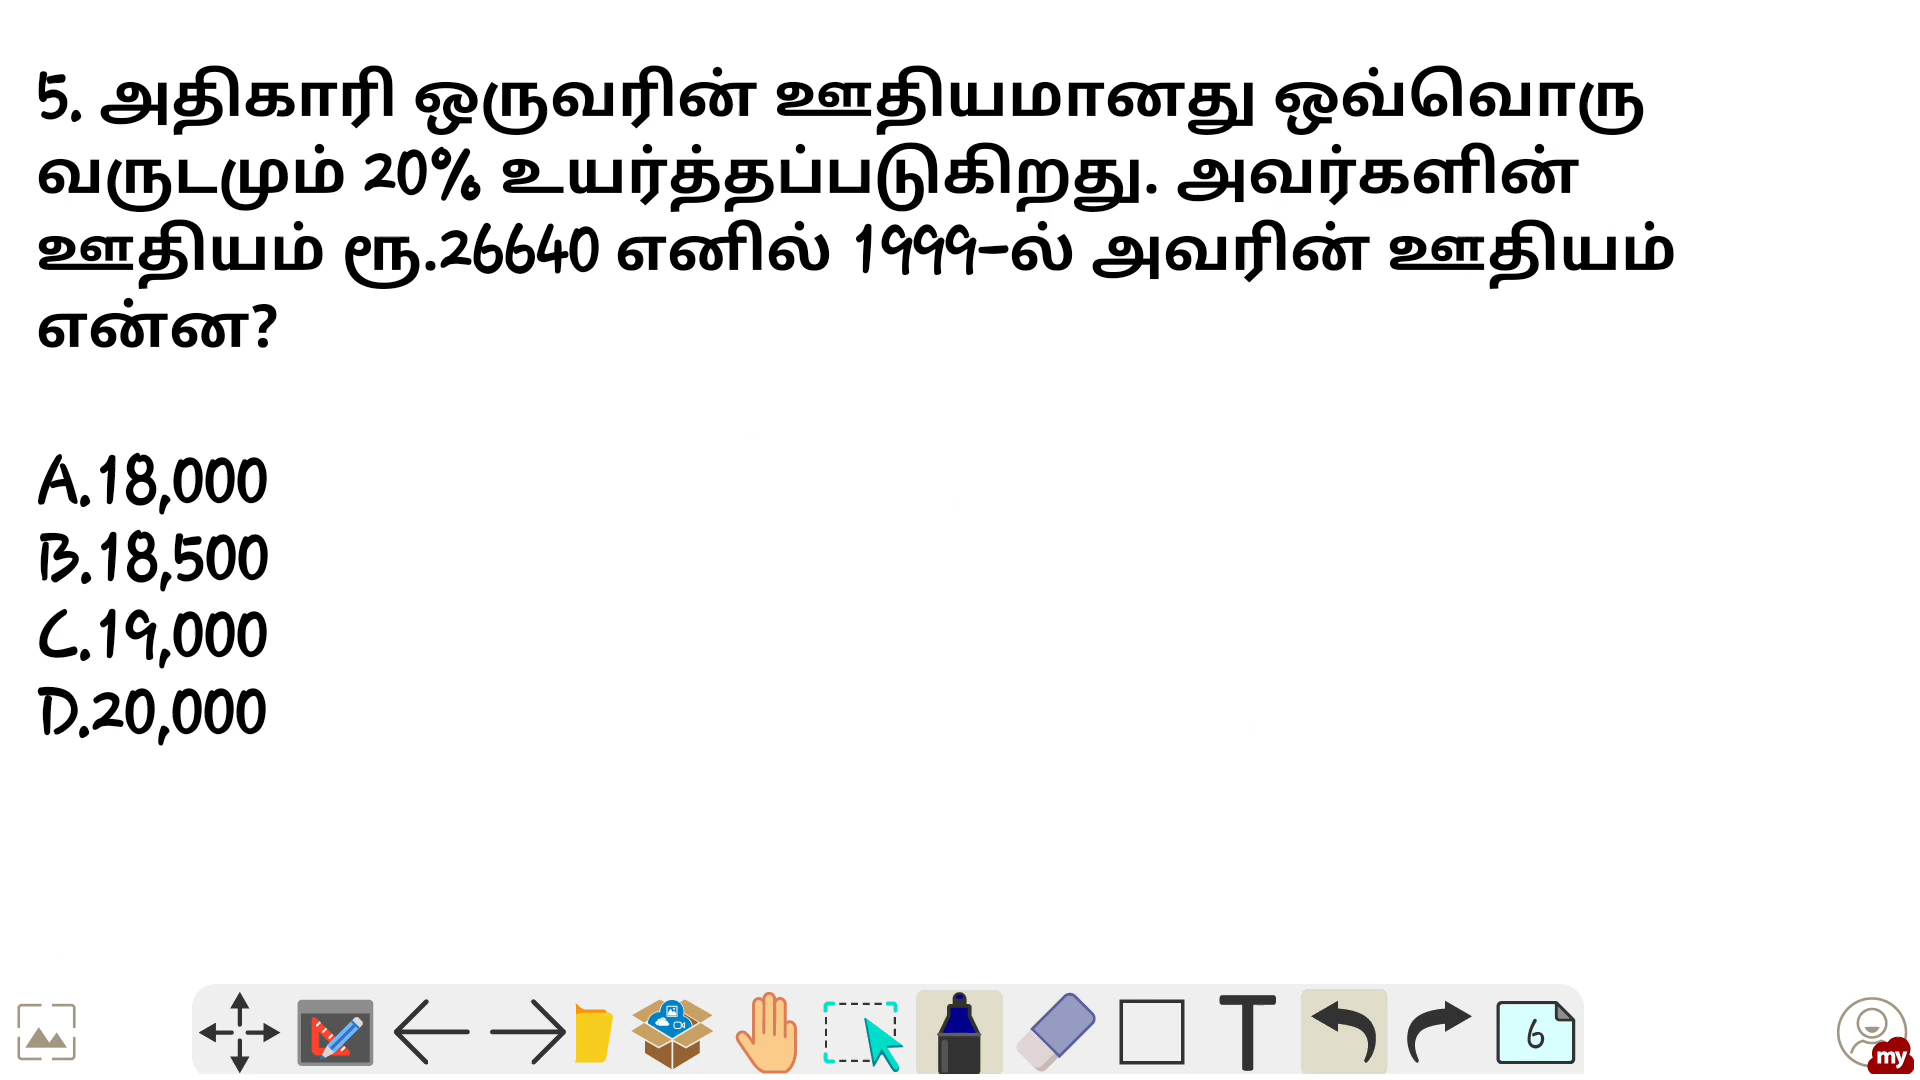 5. அதிகாரி ஒருவரின் ஊதியமானது ஒவ்வொரு
வருடமும் 20% உயர்த்தப்படுகிறது. அவர்களின்
ஊதியம் ரூ.26640 எனில் 1999-ல் அவரின் ஊதியம்
என்ன?
A.18,000
B.18,500
C.19,000
D.20,000
T
6
my